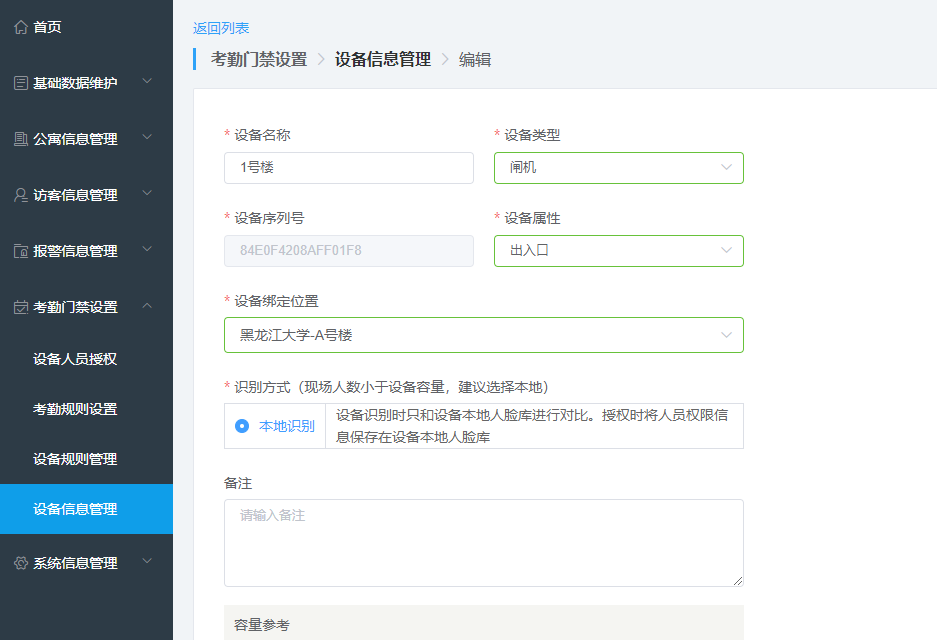 首页
基础数据维护
公寓信息管理
访客信息管理
报警信息管理
考勤门禁设置
设备人员授权
考勤规则设置
设备规则管理
设备信息管理
系统信息管理
返回列表
考勤门禁设置 > 设备信息管理 > 编辑
* 设备名称
1号楼
* 设备类型
闸机
* 设备序列号
84E0F4208AFF01F8
* 设备属性
出入口
* 设备绑定位置
黑龙江大学-A号楼
* 识别方式（现场人数小于设备容量，建议选择本地）
本地识别
设备识别时只和设备本地人脸库进行对比。授权时将人员权限信
息保存在设备本地人脸库
备注
请输入备注
容量参考